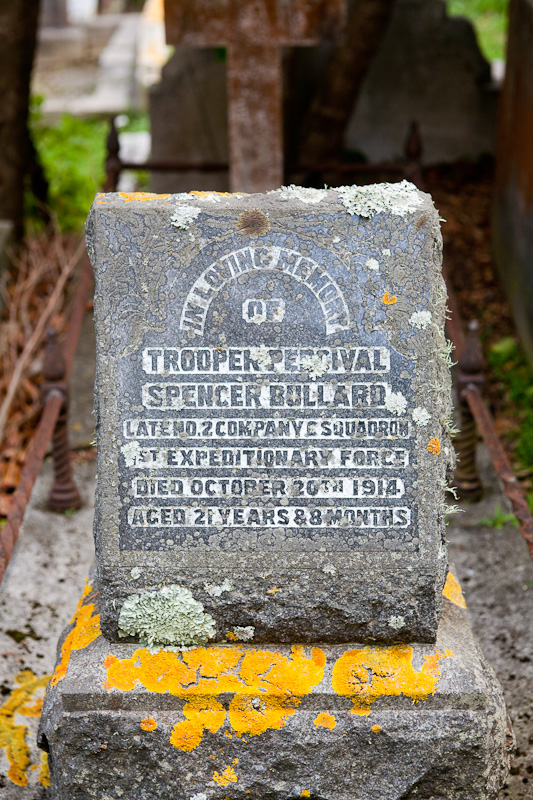 IN LOVING MEMORY
OF
TROOPER PERCIVAL
SPENCER BULLARD
LATE NO. 2 COMPANY C SQUADRON
1ST EXPEDITIONARY FORCE
DIED OCTOBER 20TH 1914,
AGED 21 YEARS & 8 MONTHS